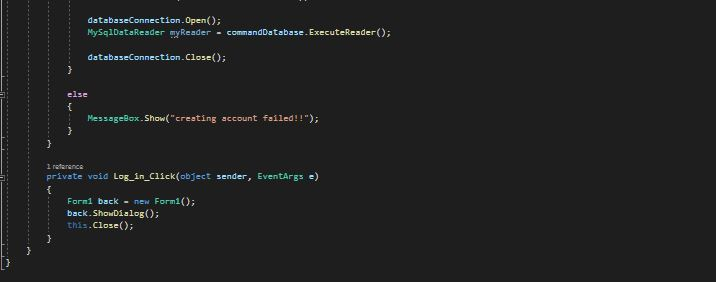 databaseConnection.Open();
MySqlDataReader myReader = commandDatabase.ExecuteReader();
databaseConnection.Close();
}
else
{
MessageBox.Show("creating account failed!!");
}
}
1 reference
private void Log_in_Click(object sender, EventArgs e)
{
Form1 back = new Form1();
back.ShowDialog();
this.Close();
}
}
}